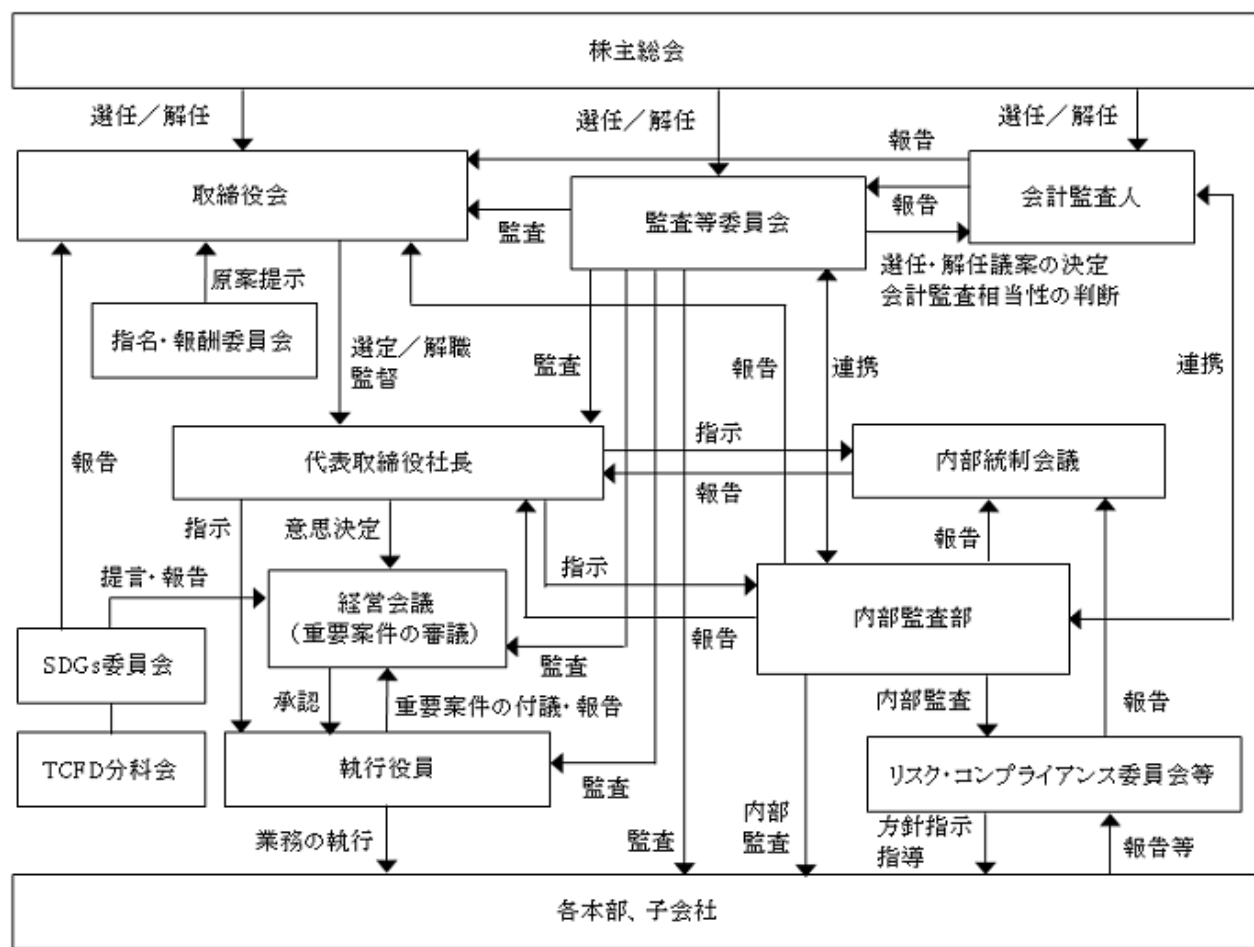 株主総会
選任／解任
選任／解任
選任／解任
報告
取締役会
監査等委員会
会計監査人
報告
監査
選任・解任議案の決定
会計監査相当性の判断
原案提示
指名・報酬委員会
選定／解職
監督
監査
報告
連携
連携
報告
代表取締役社長
指示
内部統制会議
報告
指示
意思決定
報告
提言・報告
指示
経営会議
（重要案件の審議）
内部監査部
報告
SDGs委員会
監査
承認
重要案件の付議・報告
内部監査
報告
TCFD分科会
執行役員
リスク・コンプライアンス委員会等
監査
業務の執行
監査
内部
監査
方針指示
指導
報告等
各本部、子会社